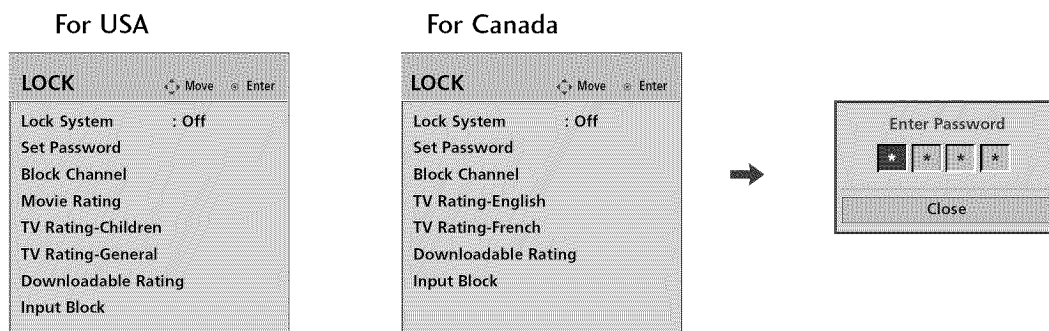 For USA
LOCK Move Enter
Lock System : Off
Set Password
Block Channel
Movie Rating
TV Rating-Children
TV Rating-General
Downloadable Rating
Input Block
For Canada
LOCK Move Enter
Lock System : Off
Set Password
Block Channel
TV Rating-English
TV Rating-French
Downloadable Rating
Input Block
Enter Password
* * * *
Close